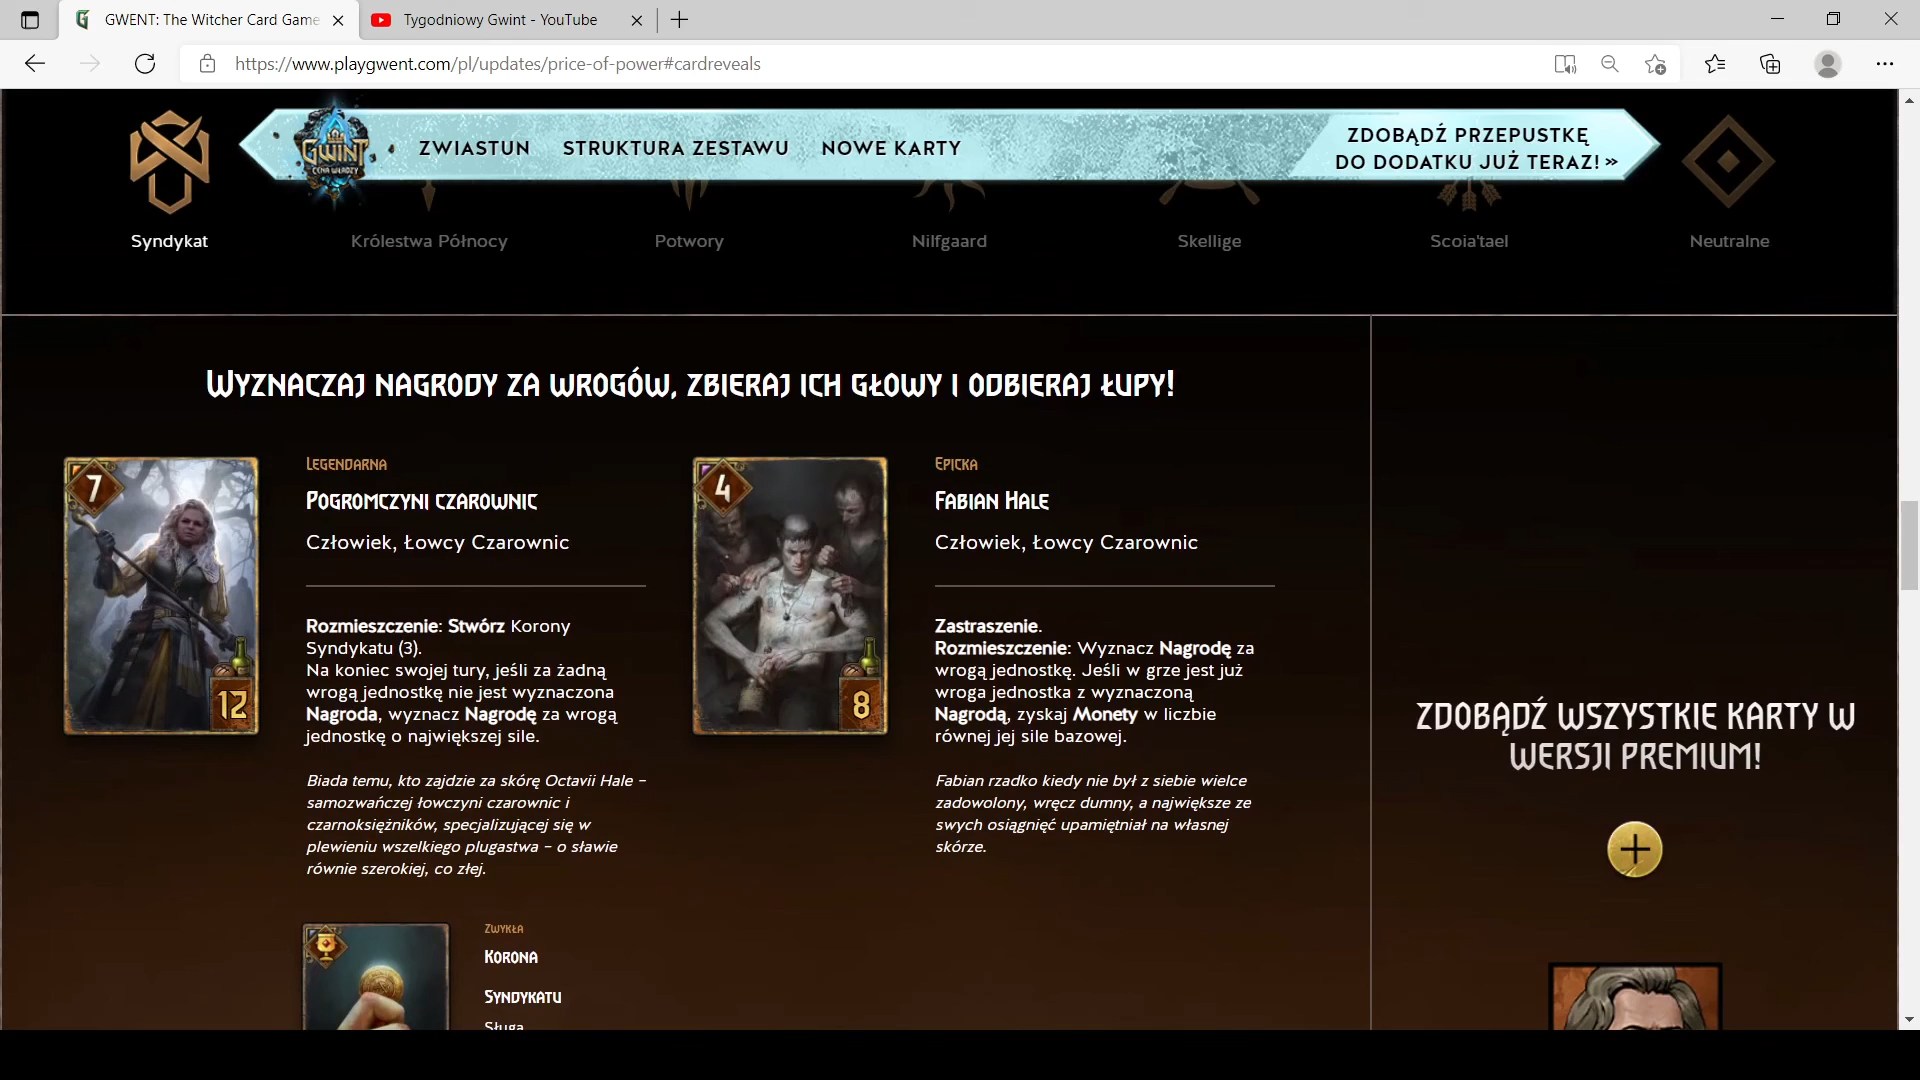 GWENT: The Witcher Card Game
Tygodniowy Gwint - YouTube
https://www.playgwent.com/pl/updates/price-of-power#cardreveals
GWINT
CENA WŁADZY
ZWIASTUN
STRUKTURA ZESTAWU
NOWE KARTY
ZDOBĄDŹ PRZEPUSTKĘ
DO DODATKU JUŻ TERAZ! »
Syndykat
Królestwa Północy
Potwory
Nilfgaard
Skellige
Scoia'tael
Neutralne
Wyznaczaj nagrody za wrogów, zbieraj ich głowy i odbieraj łupy!
7
12
Legendarna
Pogromczyni czarownic
Człowiek, Łowcy Czarownic
Rozmieszczenie: Stwórz Korony
Syndykatu (3).
Na koniec swojej tury, jeśli za żadną
wrogą jednostkę nie jest wyznaczona
Nagroda, wyznacz Nagrodę za wrogą
jednostkę o największej sile.
Biada temu, kto zajdzie za skórę Octavii Hale –
samozwańczej łowczyni czarownic i
czarnoksiężników, specjalizującej się w
plewieniu wszelkiego plugastwa – o sławie
równie szerokiej, co złej.
4
8
Epicka
Fabian Hale
Człowiek, Łowcy Czarownic
Zastraszenie.
Rozmieszczenie: Wyznacz Nagrodę za
wrogą jednostkę. Jeśli w grze jest już
wroga jednostka z wyznaczoną
Nagrodą, zyskaj Monety w liczbie
równej jej sile bazowej.
Fabian rzadko kiedy nie był z siebie wielce
zadowolony, wręcz dumny, a największe ze
swych osiągnięć upamiętniał na własnej
skórze.
Zwykła
Korona
Syndykatu
Sługa
ZDOBĄDŹ WSZYSTKIE KARTY W
WERSJI PREMIUM!